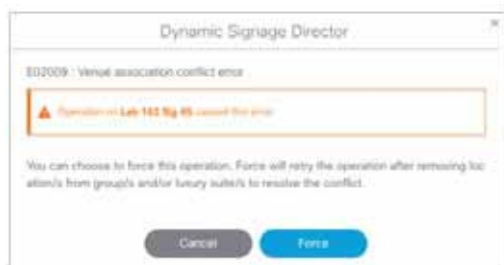 Dynamic Signage Director
E02009 : Venue association conflict error
Operation on Lab 143 Sig 45 caused this error
You can choose to force this operation. Force will retry the operation after removing loc
ation/s from group/s and/or luxury suite/s to resolve the conflict.
Cancel
Force